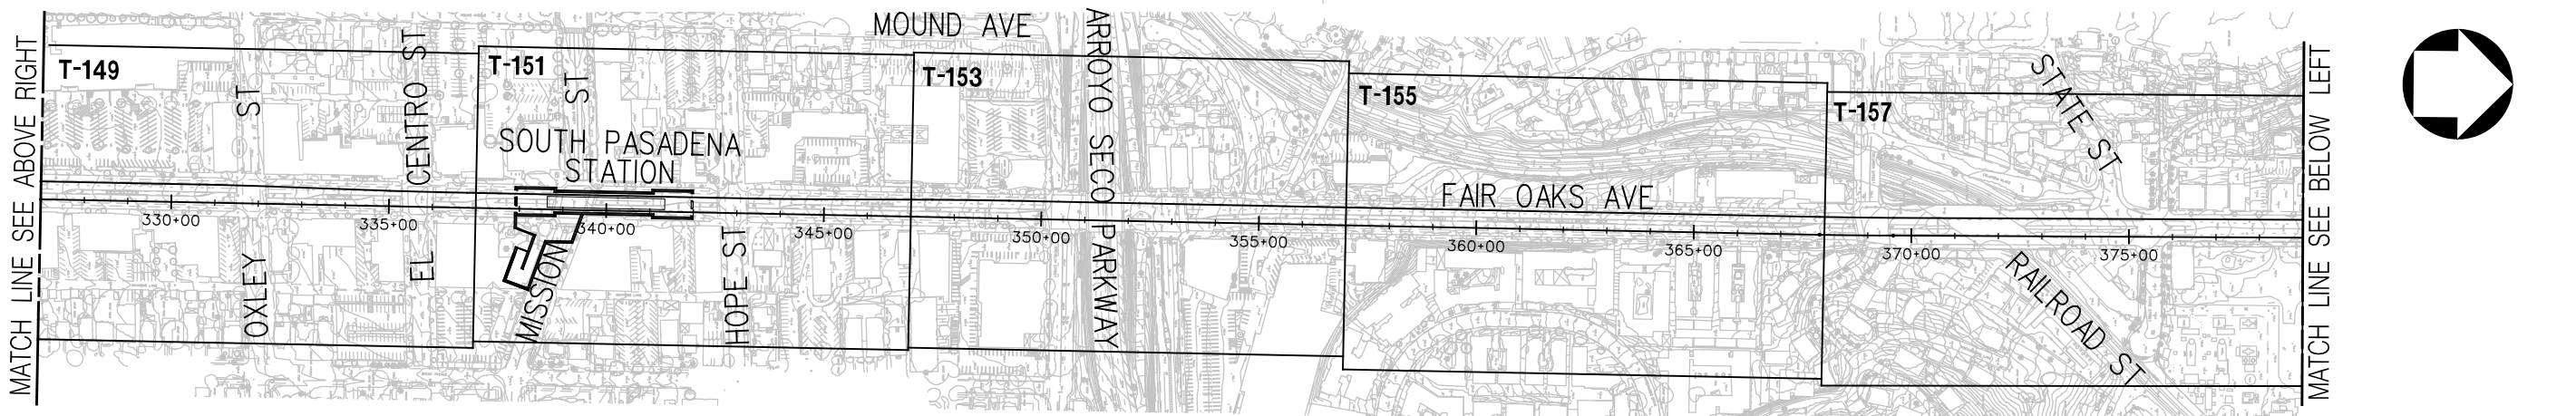 MATCH LINE SEE ABOVE RIGHT
T-149
OXLEY ST
EL CENTRO ST
T-151
MISSION ST
SOUTH PASADENA
STATION
HOPE ST
MOUND AVE
T-153
ARROYO SECO PARKWAY
T-155
FAIR OAKS AVE
T-157
STATE ST
RAILROAD ST
330+00
335+00
340+00
345+00
350+00
355+00
360+00
365+00
370+00
375+00
MATCH LINE SEE BELOW LEFT